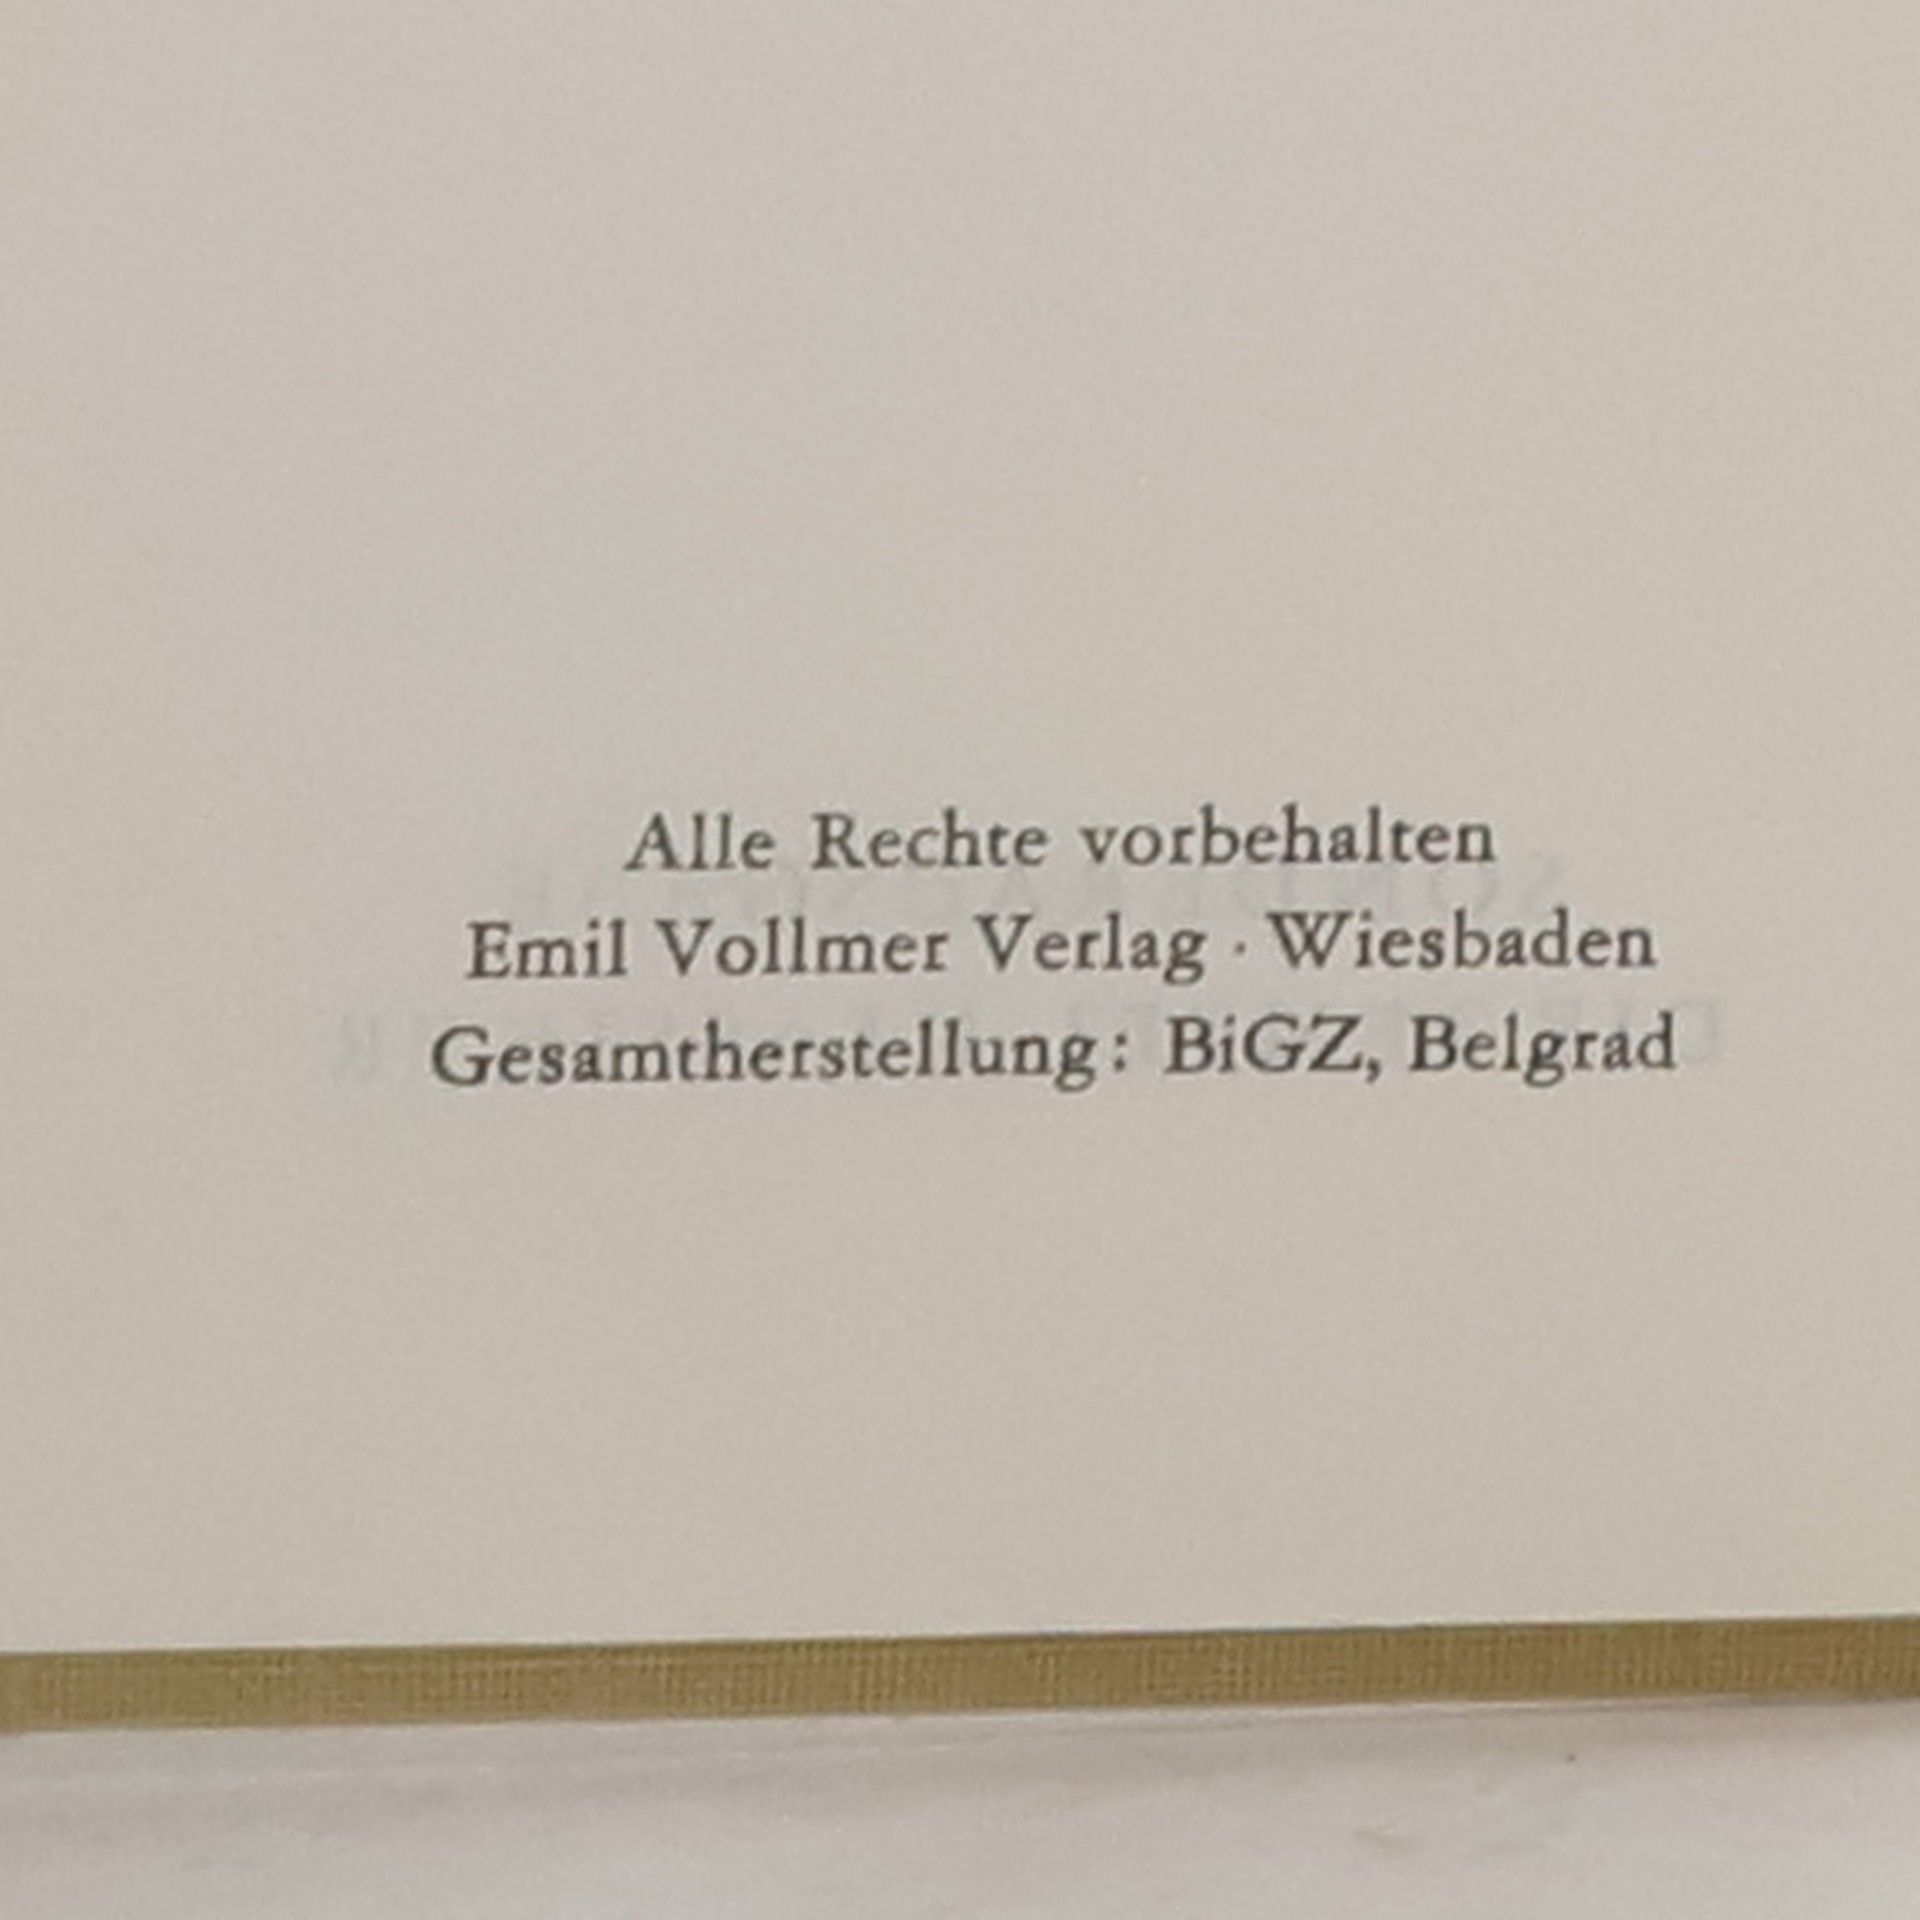 Alle Rechte vorbehalten
Emil Vollmer Verlag · Wiesbaden
Gesamtherstellung: BiGZ, Belgrad